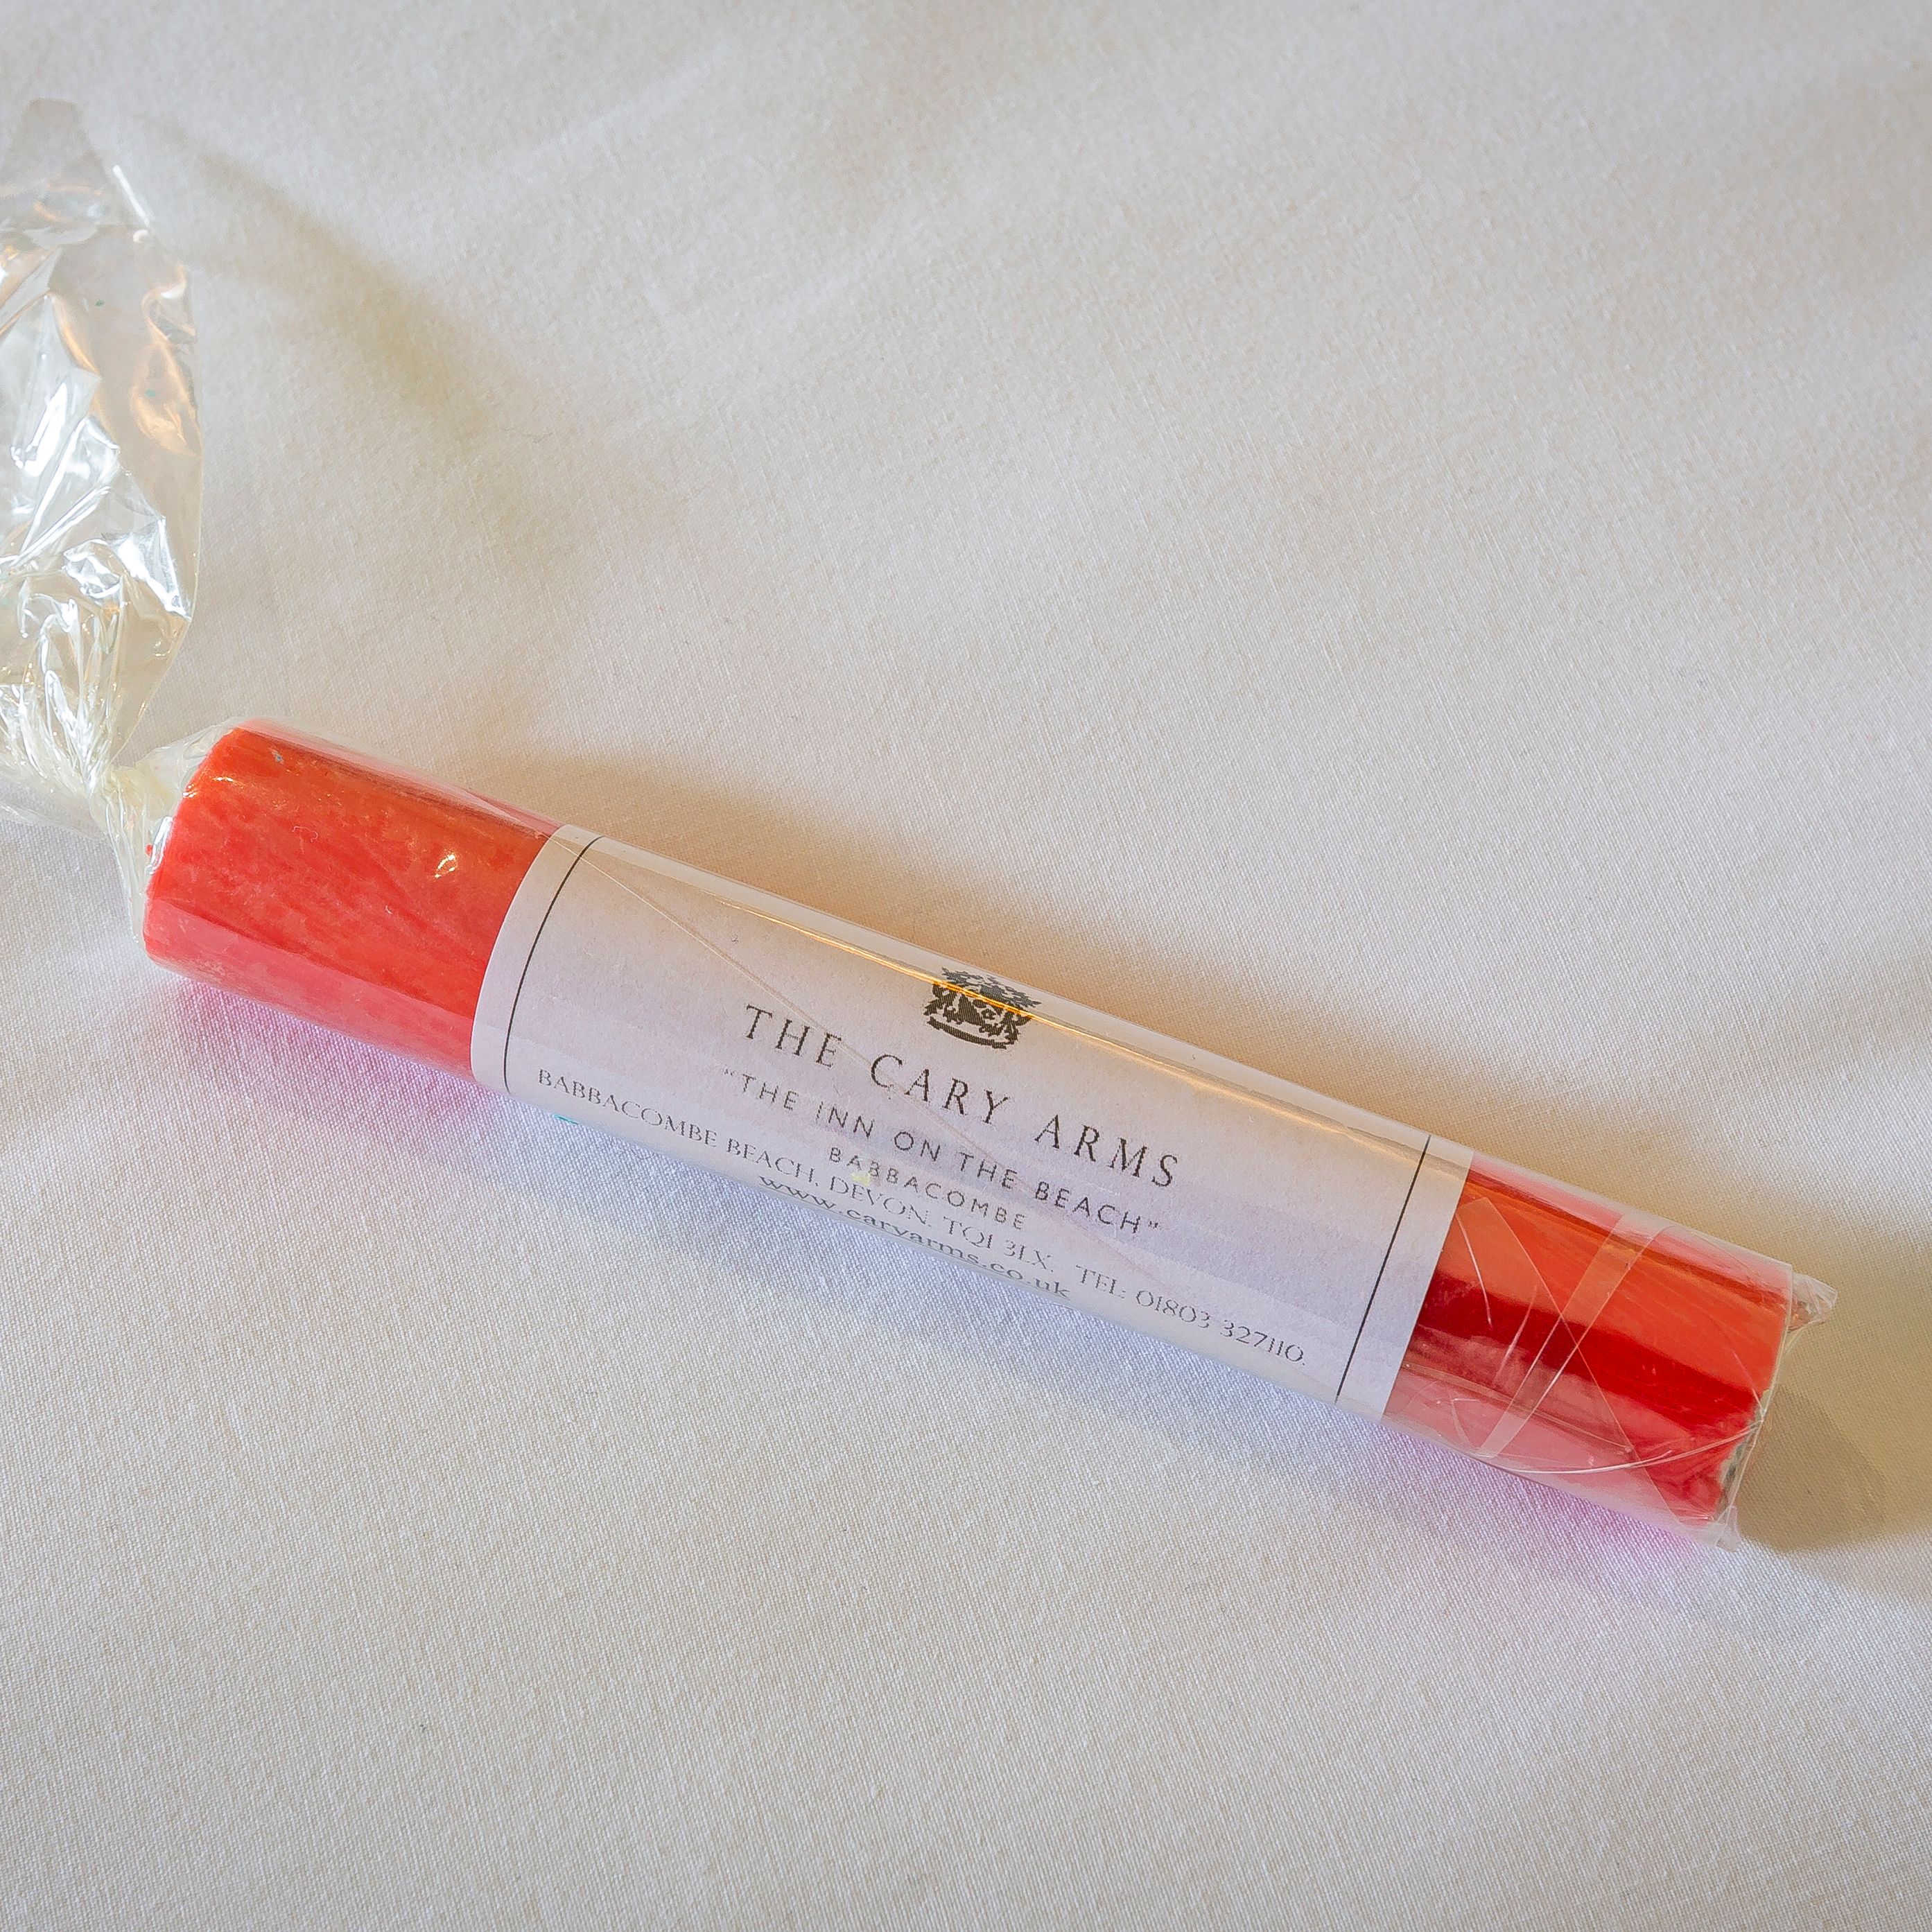 THE CARY ARMS
"THE INN ON THE BEACH"
BABBACOMBE
BABBACOMBE BEACH, DEVON. TQ1 3LX. TEL: 01803 327110.
www.caryarms.co.uk